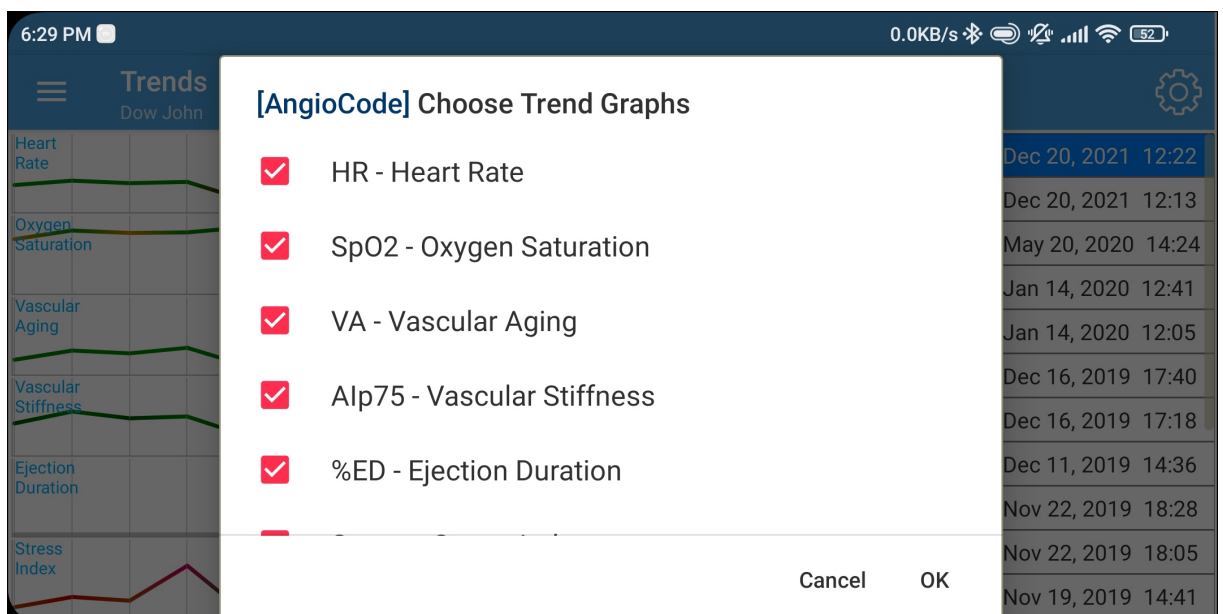 6:29 PM
0.0KB/s
52
Trends
Dow John
[AngioCode] Choose Trend Graphs
HR - Heart Rate
SpO2 - Oxygen Saturation
VA - Vascular Aging
AIp75 - Vascular Stiffness
%ED - Ejection Duration
Cancel
OK
Heart
Rate
Oxygen
Saturation
Vascular
Aging
Vascular
Stiffness
Ejection
Duration
Stress
Index
Dec 20, 2021 12:22
Dec 20, 2021 12:13
May 20, 2020 14:24
Jan 14, 2020 12:41
Jan 14, 2020 12:05
Dec 16, 2019 17:40
Dec 16, 2019 17:18
Dec 11, 2019 14:36
Nov 22, 2019 18:28
Nov 22, 2019 18:05
Nov 19, 2019 14:41